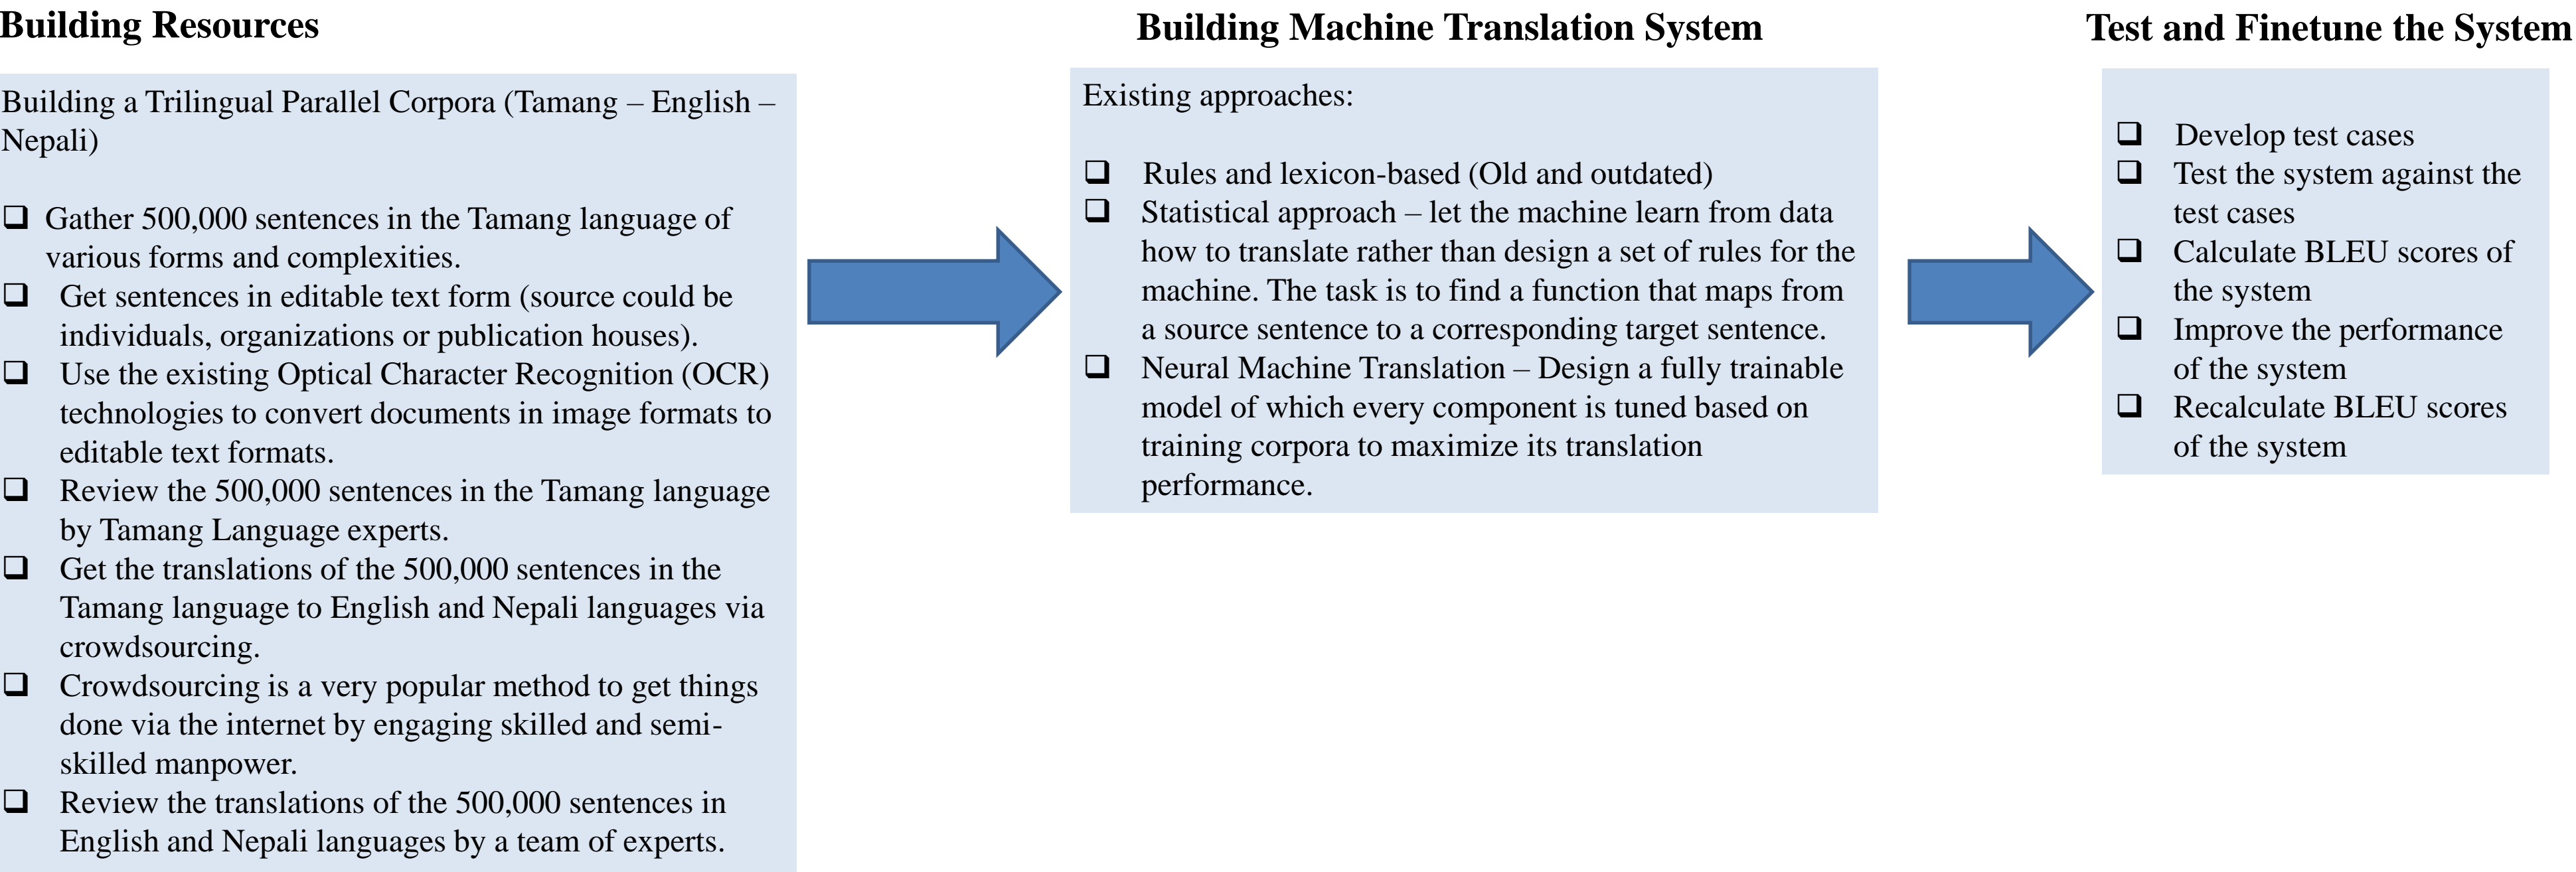 Building Resources
Building a Trilingual Parallel Corpora (Tamang – English –
Nepali)
❑ Gather 500,000 sentences in the Tamang language of
various forms and complexities.
❑ Get sentences in editable text form (source could be
individuals, organizations or publication houses).
❑ Use the existing Optical Character Recognition (OCR)
technologies to convert documents in image formats to
editable text formats.
❑ Review the 500,000 sentences in the Tamang language
by Tamang Language experts.
❑ Get the translations of the 500,000 sentences in the
Tamang language to English and Nepali languages via
crowdsourcing.
❑ Crowdsourcing is a very popular method to get things
done via the internet by engaging skilled and semi-
skilled manpower.
❑ Review the translations of the 500,000 sentences in
English and Nepali languages by a team of experts.
Building Machine Translation System
Existing approaches:
❑ Rules and lexicon-based (Old and outdated)
❑ Statistical approach – let the machine learn from data
how to translate rather than design a set of rules for the
machine. The task is to find a function that maps from
a source sentence to a corresponding target sentence.
❑ Neural Machine Translation – Design a fully trainable
model of which every component is tuned based on
training corpora to maximize its translation
performance.
Test and Finetune the System
❑ Develop test cases
❑ Test the system against the
test cases
❑ Calculate BLEU scores of
the system
❑ Improve the performance
of the system
❑ Recalculate BLEU scores
of the system